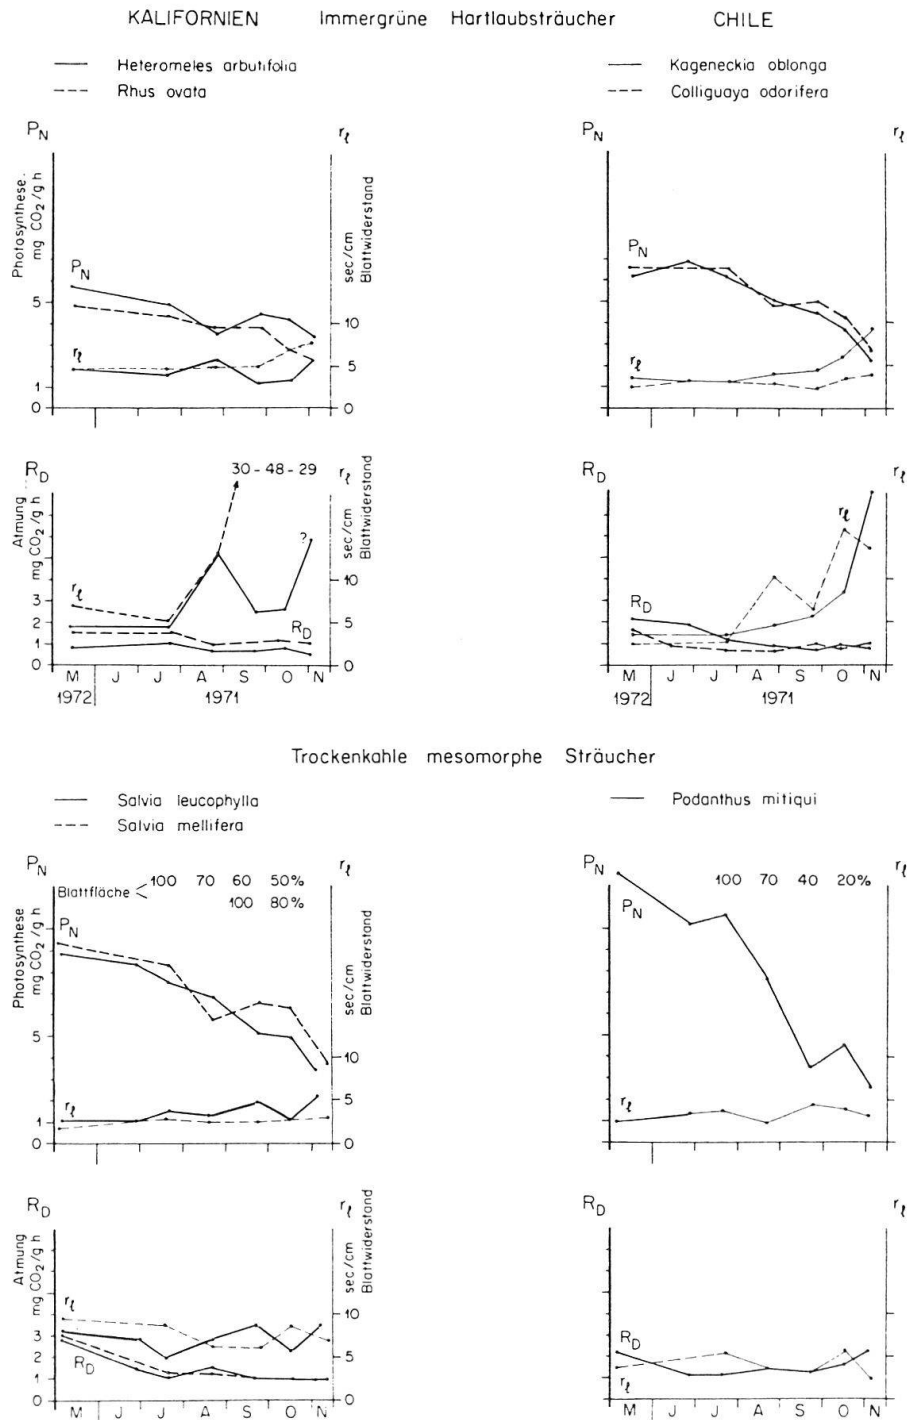 KALIFORNIEN Immergrüne Hartlaubsträucher CHILE
Heteromeles arbutifolia
Rhus ovata
Kageneckia oblonga
Colliguaya odorifera
P_N r_ℓ
Photosynthese
mg CO₂/g h
5
1
0
P_N
r_ℓ
10
5
0
sec/cm
Blattwiderstand
P_N r_ℓ
P_N
r_ℓ
R_D 30 - 48 - 29 r_ℓ
Atmung
mg CO₂/g h
3
2
1
0
r_ℓ
?
R_D
10
5
0
sec/cm
Blattwiderstand
M J J A S O N
1972 1971
R_D r_ℓ
r_ℓ
R_D
M J J A S O N
1972 1971
Trockenkahle mesomorphe Sträucher
Salvia leucophylla
Salvia mellifera
Podanthus mitiqui
P_N r_ℓ
Blattfläche < 100 70 60 50%
100 80%
Photosynthese
mg CO₂/g h
5
1
0
P_N
r_ℓ
10
5
0
sec/cm
Blattwiderstand
P_N r_ℓ
100 70 40 20%
P_N
r_ℓ
R_D r_ℓ
Atmung
mg CO₂/g h
3
2
1
0
r_ℓ
R_D
10
5
0
sec/cm
Blattwiderstand
M J J A S O N
R_D r_ℓ
R_D
r_ℓ
M J J A S O N